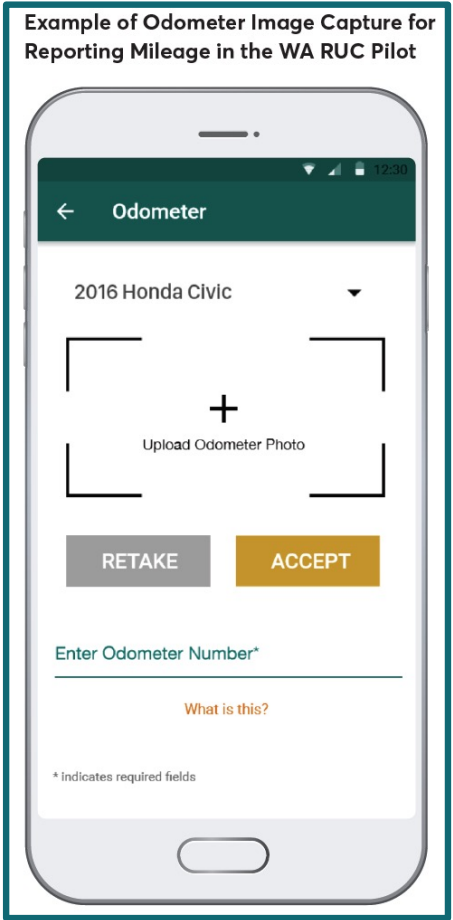 Example of Odometer Image Capture for
Reporting Mileage in the WA RUC Pilot
12:30
Odometer
2016 Honda Civic
Upload Odometer Photo
RETAKE
ACCEPT
Enter Odometer Number*
What is this?
* indicates required fields